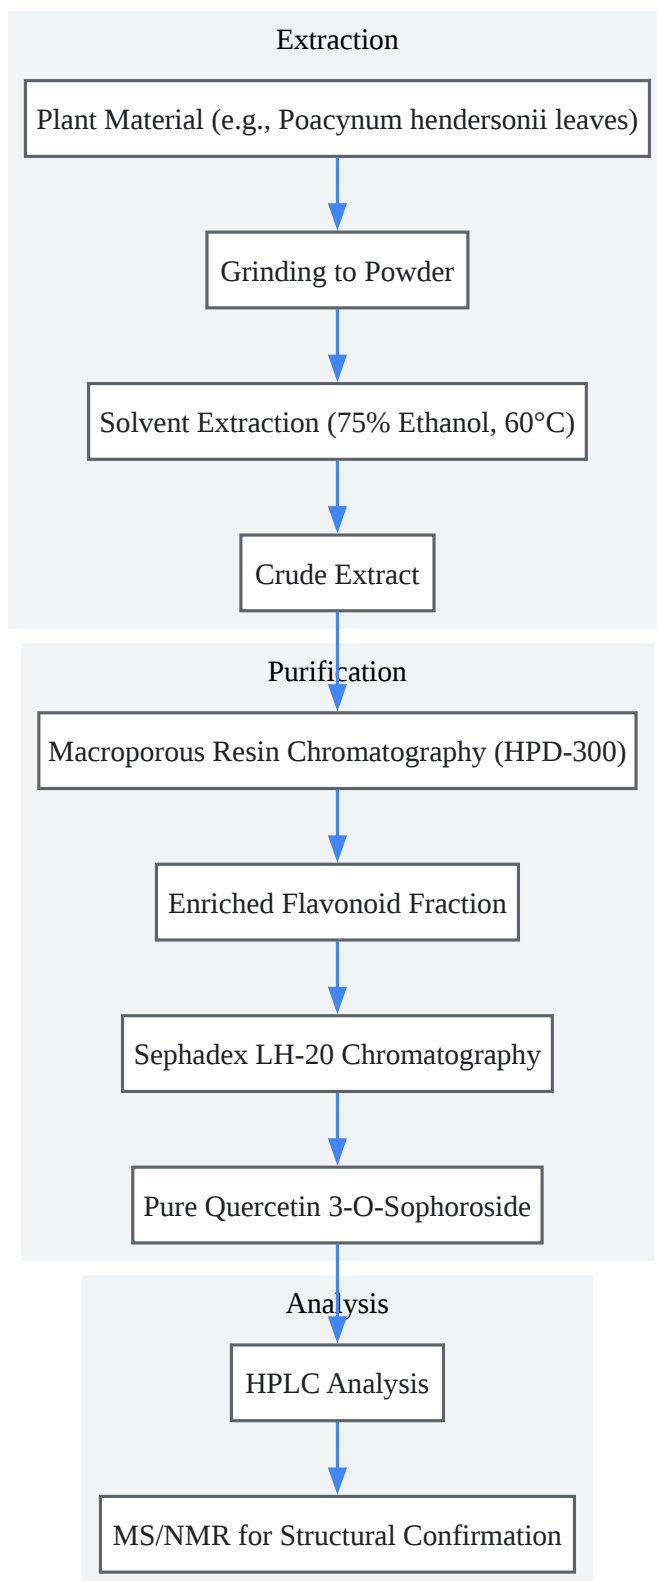 Extraction
Plant Material (e.g., Poacynum hendersonii leaves)
Grinding to Powder
Solvent Extraction (75% Ethanol, 60°C)
Crude Extract
Purification
Macroporous Resin Chromatography (HPD-300)
Enriched Flavonoid Fraction
Sephadex LH-20 Chromatography
Pure Quercetin 3-O-Sophoroside
Analysis
HPLC Analysis
MS/NMR for Structural Confirmation